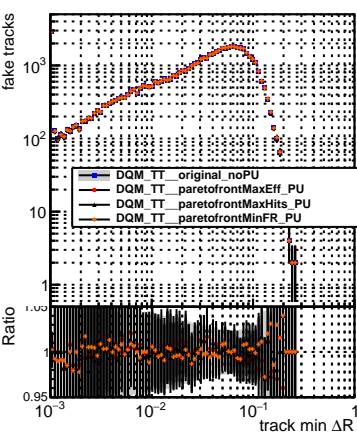 fake tracks
10³
10²
10
1
DQM_TT__original_noPU
DQM_TT__paretofrontMaxEff_PU
DQM_TT__paretofrontMaxHits_PU
DQM_TT__paretofrontMinFR_PU
Ratio
1.05
1
0.95
10⁻³ 10⁻² 10⁻¹ 1
track min ΔR